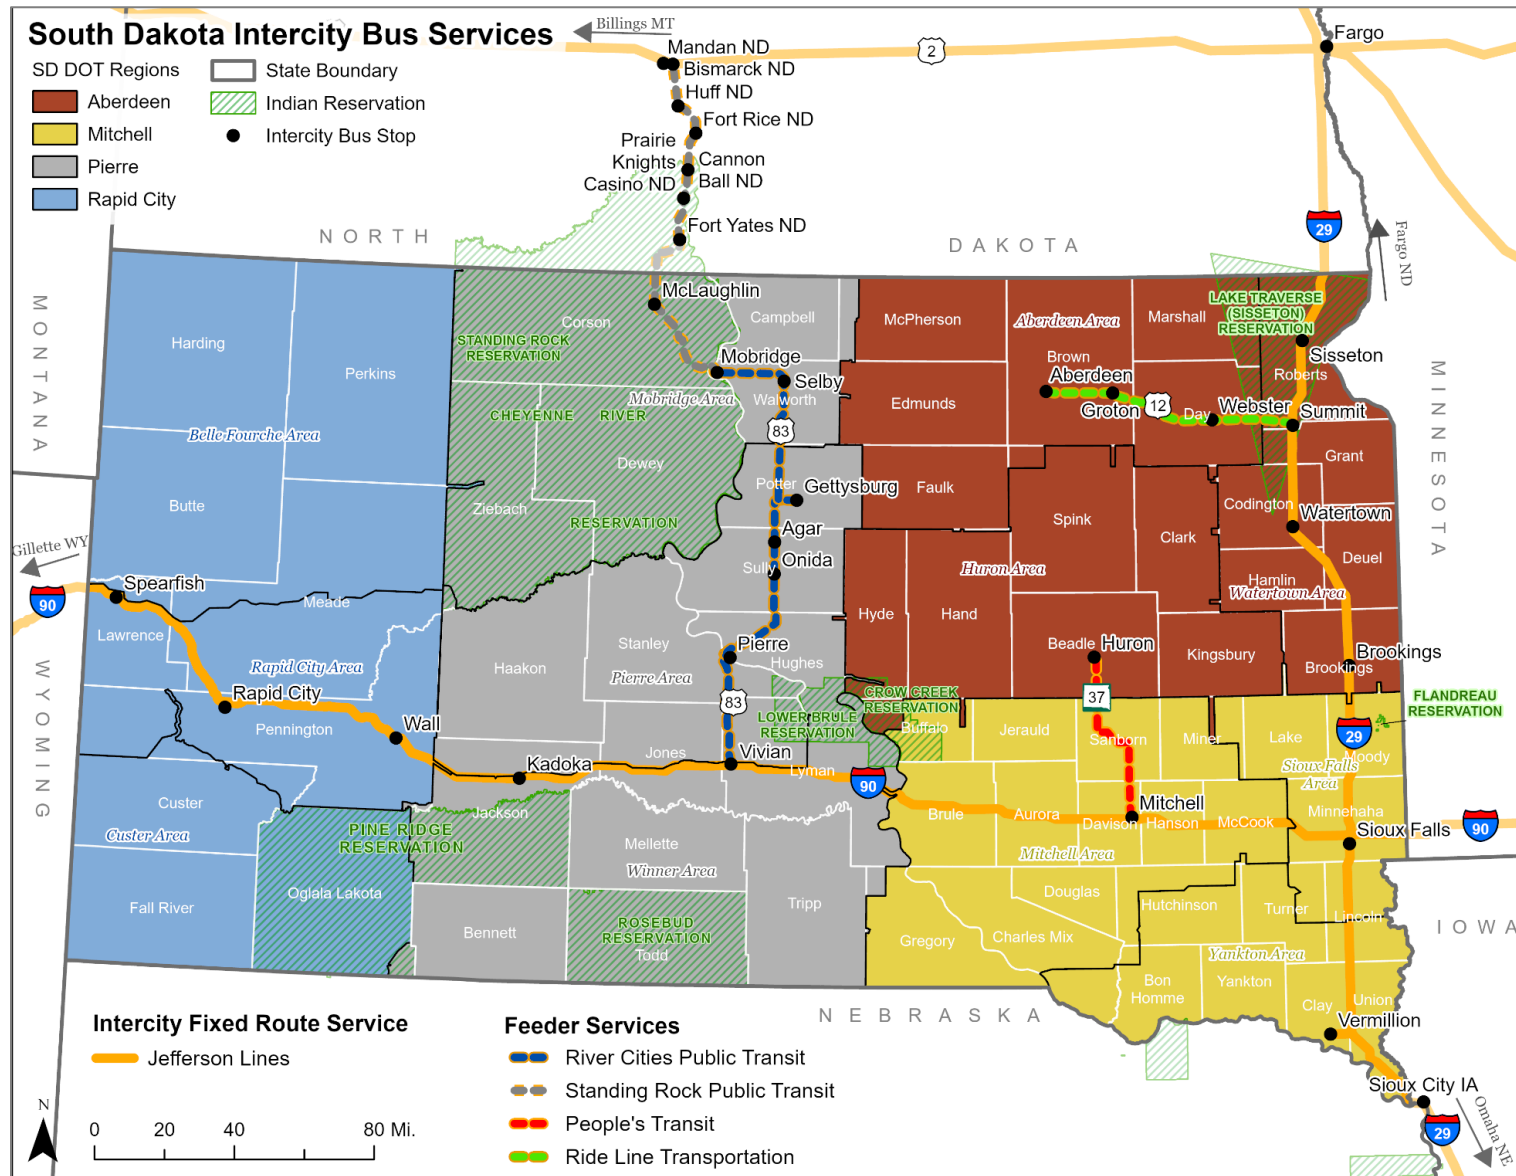 South Dakota Intercity Bus Services
SD DOT Regions
Aberdeen
Mitchell
Pierre
Rapid City
State Boundary
Indian Reservation
Intercity Bus Stop
Billings MT
Mandan ND
Bismarck ND
Huff ND
Fort Rice ND
Prairie
Knights
Casino ND
Cannon
Ball ND
Fort Yates ND
2
Fargo
29
Fargo ND
NORTH
DAKOTA
MONTANA
MINNESOTA
WYOMING
NEBRASKA
IOWA
Harding
Perkins
Belle Fourche Area
Butte
Gillette WY
90
Spearfish
Meade
Lawrence
Rapid City Area
Rapid City
Pennington
Wall
Custer
Custer Area
Fall River
Oglala Lakota
PINE RIDGE
RESERVATION
McLaughlin
Corson
STANDING ROCK
RESERVATION
Mobridge
Mobridge Area
CHEYENNE RIVER
Dewey
Ziebach
RESERVATION
Campbell
Selby
Walworth
83
Potter
Gettysburg
Agar
Onida
Sully
Pierre
Hughes
Stanley
Haakon
Pierre Area
83
LOWER BRULE
RESERVATION
Jones
Vivian
Lyman
Kadoka
Jackson
Mellette
Winner Area
Tripp
Bennett
ROSEBUD
RESERVATION
Todd
McPherson
Aberdeen Area
Marshall
LAKE TRAVERSE
(SISSETON)
RESERVATION
Brown
Aberdeen
Groton
12
Day
Webster
Sisseton
Roberts
Summit
Edmunds
Faulk
Spink
Clark
Codington
Grant
Watertown
Deuel
Hamlin
Watertown Area
Huron Area
Hyde
Hand
Beadle
Huron
Kingsbury
Brookings
Brookings
37
CROW CREEK
RESERVATION
Buffalo
Jerauld
Sanborn
Miner
Lake
29
Moody
FLANDREAU
RESERVATION
Sioux Falls
Area
90
Brule
Aurora
Davison
Mitchell
Hanson
McCook
Minnehaha
Sioux Falls
90
Mitchell Area
Douglas
Hutchinson
Turner
Lincoln
Gregory
Charles Mix
Yankton Area
Bon
Homme
Yankton
Clay
Union
Vermillion
Sioux City IA
29
Omaha NE
Intercity Fixed Route Service
Jefferson Lines
Feeder Services
River Cities Public Transit
Standing Rock Public Transit
People's Transit
Ride Line Transportation
N
0 20 40 80 Mi.